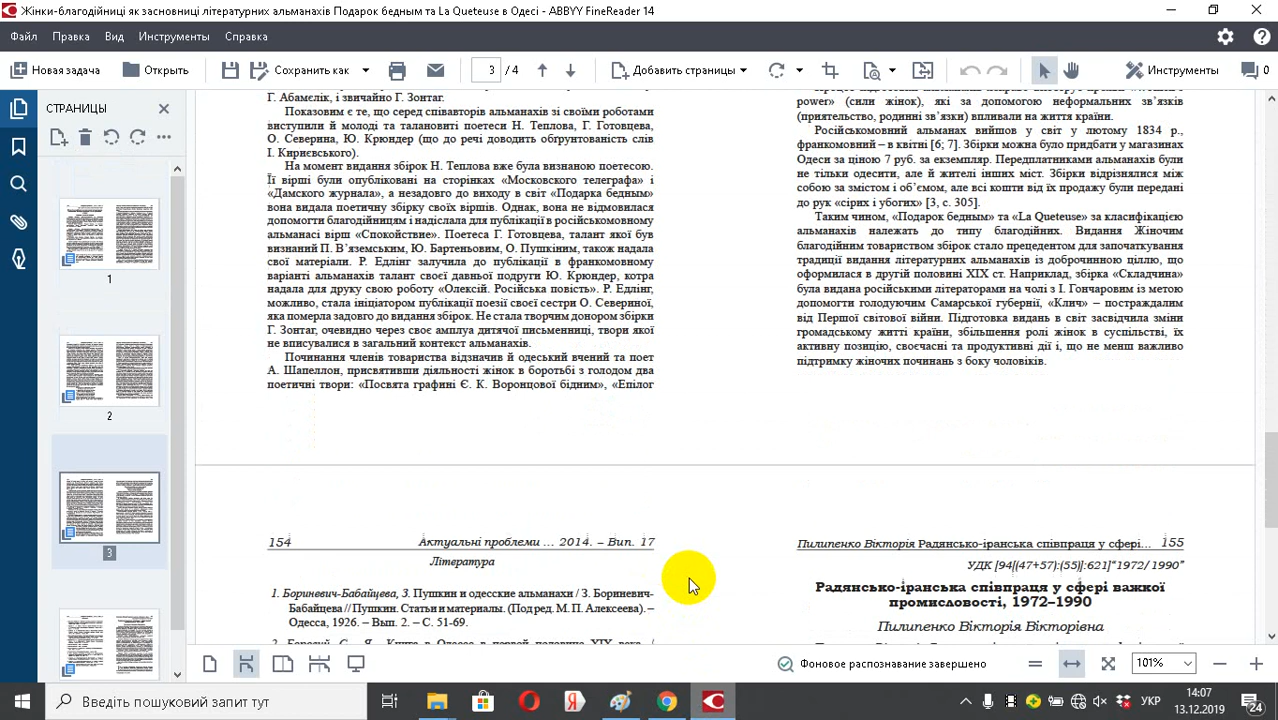 Жінки-благодійниці як засновниці літературних альманахів Подарок бедным та La Queteuse в Одесі - ABBYY FineReader 14
Файл Правка Вид Инструменты Справка
Новая задача Открыть Сохранить как 3 / 4 Добавить страницы Инструменты 0
СТРАНИЦЫ
1
2
3
Г. Абамелік, і звичайно Г. Зонтаг.
Показовим є те, що серед співавторів альманахів зі своїми роботами
виступили й молоді та талановиті поетеси Н. Теплова, Г. Готовцева,
О. Северина, Ю. Крюндер (що до речі доводить обґрунтованість слів
І. Кириєвського).
На момент видання збірок Н. Теплова вже була визнаною поетесою.
Її вірші були опубліковані на сторінках «Московского телеграфа» і
«Дамского журнала», а незадовго до виходу в світ «Подарка бедным»
вона видала поетичну збірку своїх віршів. Однак, вона не відмовилася
допомогти благодійницям і надіслала для публікації в російськомовному
альманасі вірш «Спокойствие». Поетеса Г. Готовцева, талант якої був
визнаний П. В’яземським, Ю. Бартеньовим, О. Пушкіним, також надала
свої матеріали. Р. Едлінг залучила до публікації в франкомовному
варіанті альманахів талант своєї давньої подруги Ю. Крюндер, котра
надала для друку свою роботу «Олексій. Російська повість». Р. Едлінг,
можливо, стала ініціатором публікації поезії своєї сестри О. Севериної,
яка померла задовго до видання збірок. Не стала творчим донором збірки
Г. Зонтаг, очевидно через своє амплуа дитячої письменниці, твори якої
не вписувалися в загальний контекст альманахів.
Починання членів товариства відзначив й одеський вчений та поет
А. Шапеллон, присвятивши діяльності жінок в боротьбі з голодом два
поетичні твори: «Посвята графині Є. К. Воронцової бідним», «Епілог
power» (сили жінок), які за допомогою неформальних зв’язків
(приятельство, родинні зв’язки) впливали на життя країни.
Російськомовний альманах вийшов у світ у лютому 1834 р.,
франкомовний – в квітні [6; 7]. Збірки можна було придбати у магазинах
Одеси за ціною 7 руб. за екземпляр. Передплатниками альманахів були
не тільки одесити, але й жителі інших міст. Збірки відрізнялися між
собою за змістом і об’ємом, але всі кошти від їх продажу були передані
до рук «сірих і убогих» [3, с. 305].
Таким чином, «Подарок бедным» та «La Queteuse» за класифікацією
альманахів належать до типу благодійних. Видання Жіночим
благодійним товариством збірок стало прецедентом для започаткування
традиції видання літературних альманахів із доброчинною ціллю, що
оформилася в другій половині XIX ст. Наприклад, збірка «Складчина»
була видана російськими літераторами на чолі з І. Гончаровим із метою
допомоги голодуючим Самарської губернії, «Клич» – постраждалим
від Першої світової війни. Підготовка видань в світ засвідчила зміни
громадському житті країни, збільшення ролі жінок в суспільстві, їх
активну позицію, своєчасні та продуктивні дії і, що не менш важливо
підтримку жіночих починань з боку чоловіків.
154 Актуальні проблеми ... 2014. – Вип. 17
Література
1. Бориневич-Бабайцева, З. Пушкин и одесские альманахи / З. Бориневич-
Бабайцева // Пушкин. Статьи и материалы. (Под ред. М. П. Алексеева). –
Одесса, 1926. – Вып. 2. – С. 51-69.
Пилипенко Вікторія Радянсько-іранська співпраця у сфері... 155
УДК [94|(47+57):(55)|:621]“1972/ 1990”
Радянсько-іранська співпраця у сфері важкої
промисловості, 1972–1990
Пилипенко Вікторія Вікторівна
Фоновое распознавание завершено 101%
Введіть пошуковий запит тут
УКР
14:07
13.12.2019
24